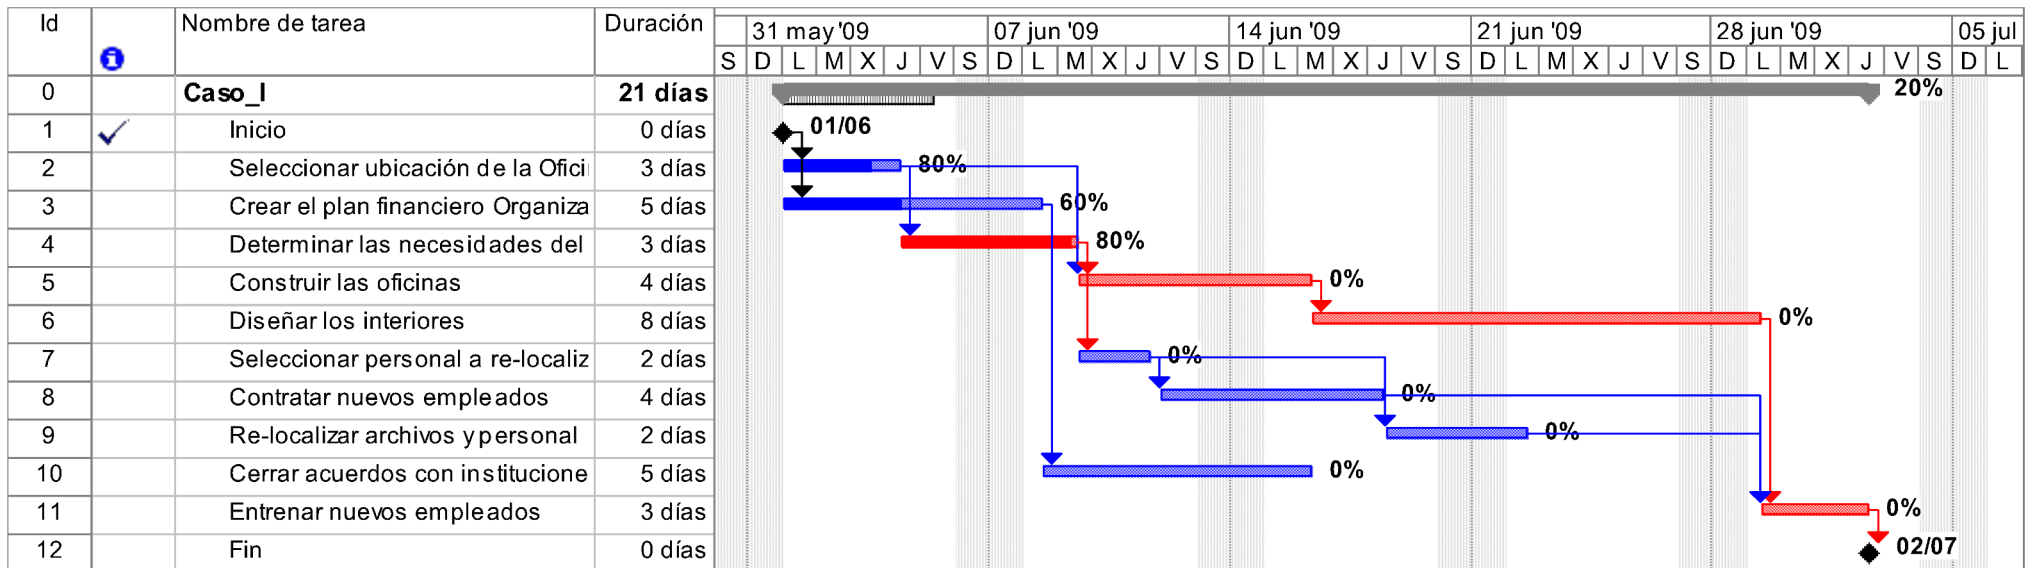 Id Nombre de tarea Duración 31 may '09 07 jun '09 14 jun '09 21 jun '09 28 jun '09 05 jul
S D L M X J V S D L M X J V S D L M X J V S D L M X J V S D L M X J V S D L
0 Caso_I 21 días 20%
1 Inicio 0 días 01/06
2 Seleccionar ubicación de la Ofici 3 días 80%
3 Crear el plan financiero Organiza 5 días 60%
4 Determinar las necesidades del 3 días 80%
5 Construir las oficinas 4 días 0%
6 Diseñar los interiores 8 días 0%
7 Seleccionar personal a re-localiz 2 días 0%
8 Contratar nuevos empleados 4 días 0%
9 Re-localizar archivos y personal 2 días 0%
10 Cerrar acuerdos con institucione 5 días 0%
11 Entrenar nuevos empleados 3 días 0%
12 Fin 0 días 02/07